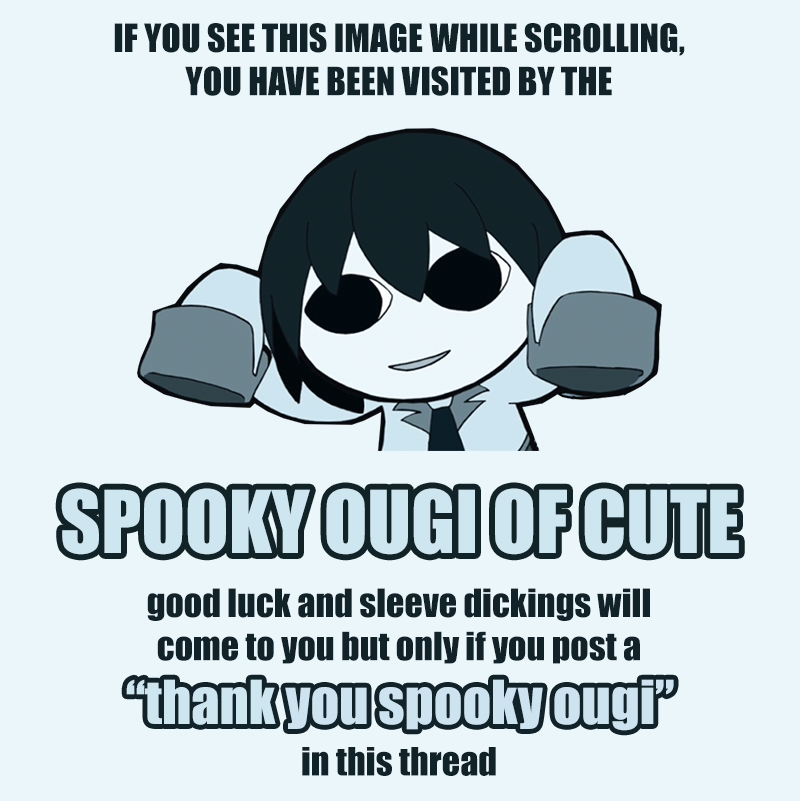 IF YOU SEE THIS IMAGE WHILE SCROLLING,
YOU HAVE BEEN VISITED BY THE
SPOOKY OUGI OF CUTE
good luck and sleeve dickings will
come to you but only if you post a
“thank you spooky ougi”
in this thread